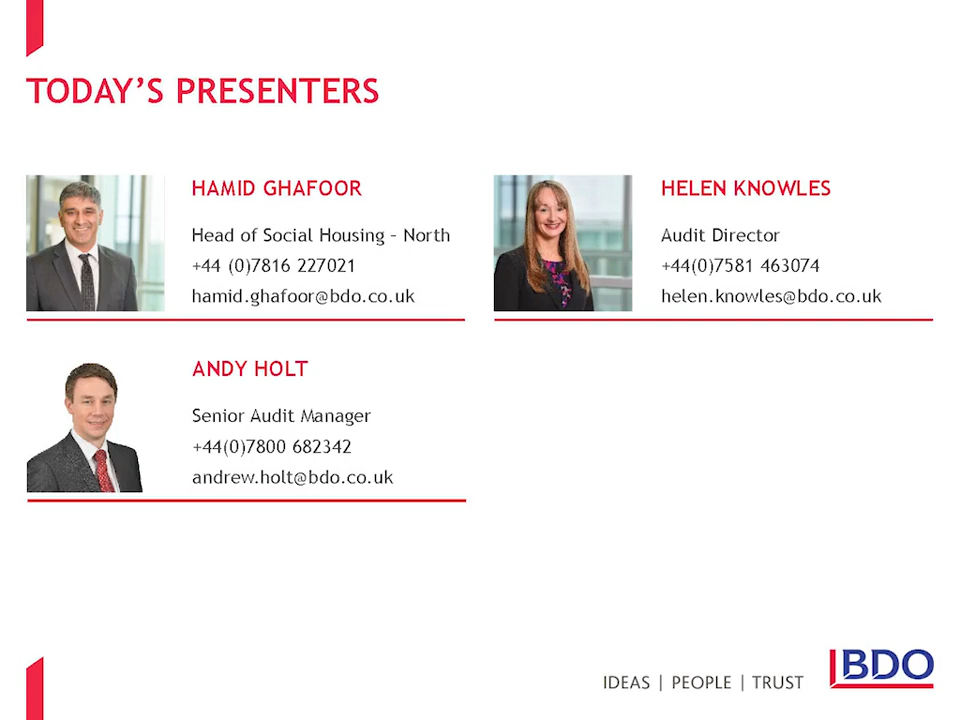 TODAY'S PRESENTERS
HAMID GHAFOOR
Head of Social Housing – North
+44 (0)7816 227021
hamid.ghafoor@bdo.co.uk
HELEN KNOWLES
Audit Director
+44(0)7581 463074
helen.knowles@bdo.co.uk
ANDY HOLT
Senior Audit Manager
+44(0)7800 682342
andrew.holt@bdo.co.uk
IDEAS | PEOPLE | TRUST
BDO